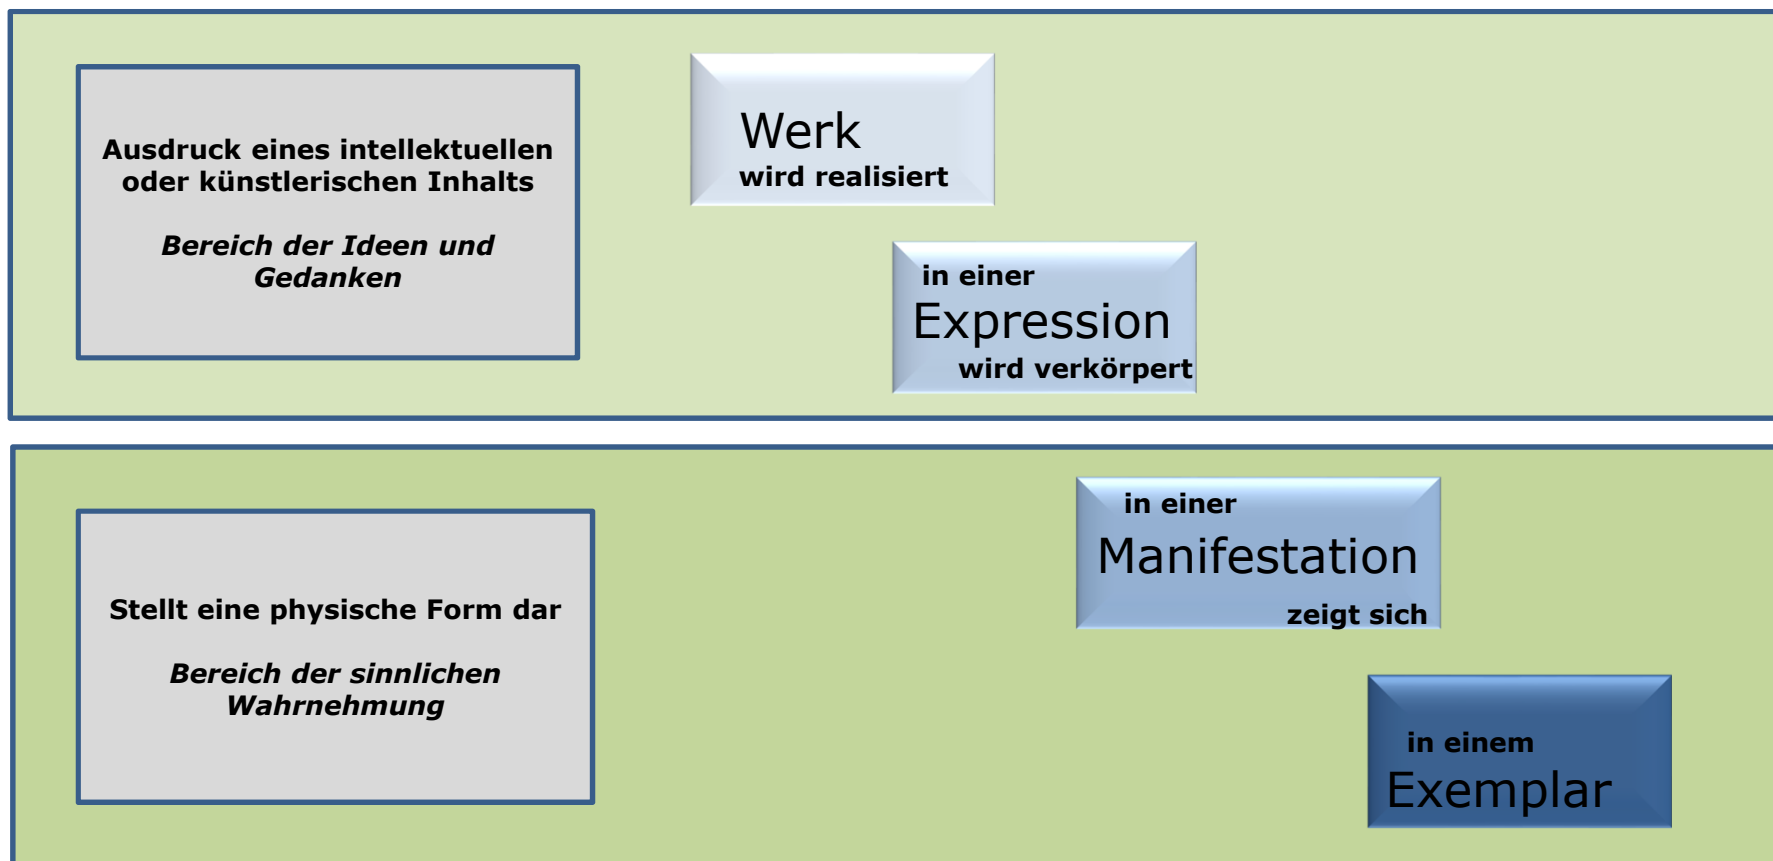 Ausdruck eines intellektuellen
oder künstlerischen Inhalts
Bereich der Ideen und
Gedanken
Werk
wird realisiert
in einer
Expression
wird verkörpert
Stellt eine physische Form dar
Bereich der sinnlichen
Wahrnehmung
in einer
Manifestation
zeigt sich
in einem
Exemplar